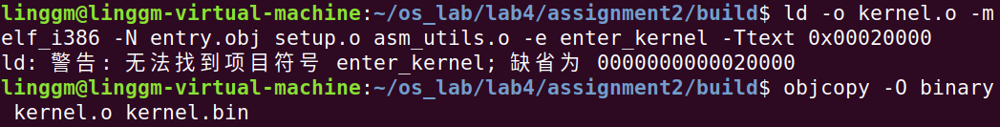 linggm@linggm-virtual-machine:~/os_lab/lab4/assignment2/build$ ld -o kernel.o -m
elf_i386 -N entry.obj setup.o asm_utils.o -e enter_kernel -Ttext 0x00020000
ld: 警告: 无法找到项目符号 enter_kernel; 缺省为 0000000000020000
linggm@linggm-virtual-machine:~/os_lab/lab4/assignment2/build$ objcopy -O binary
kernel.o kernel.bin